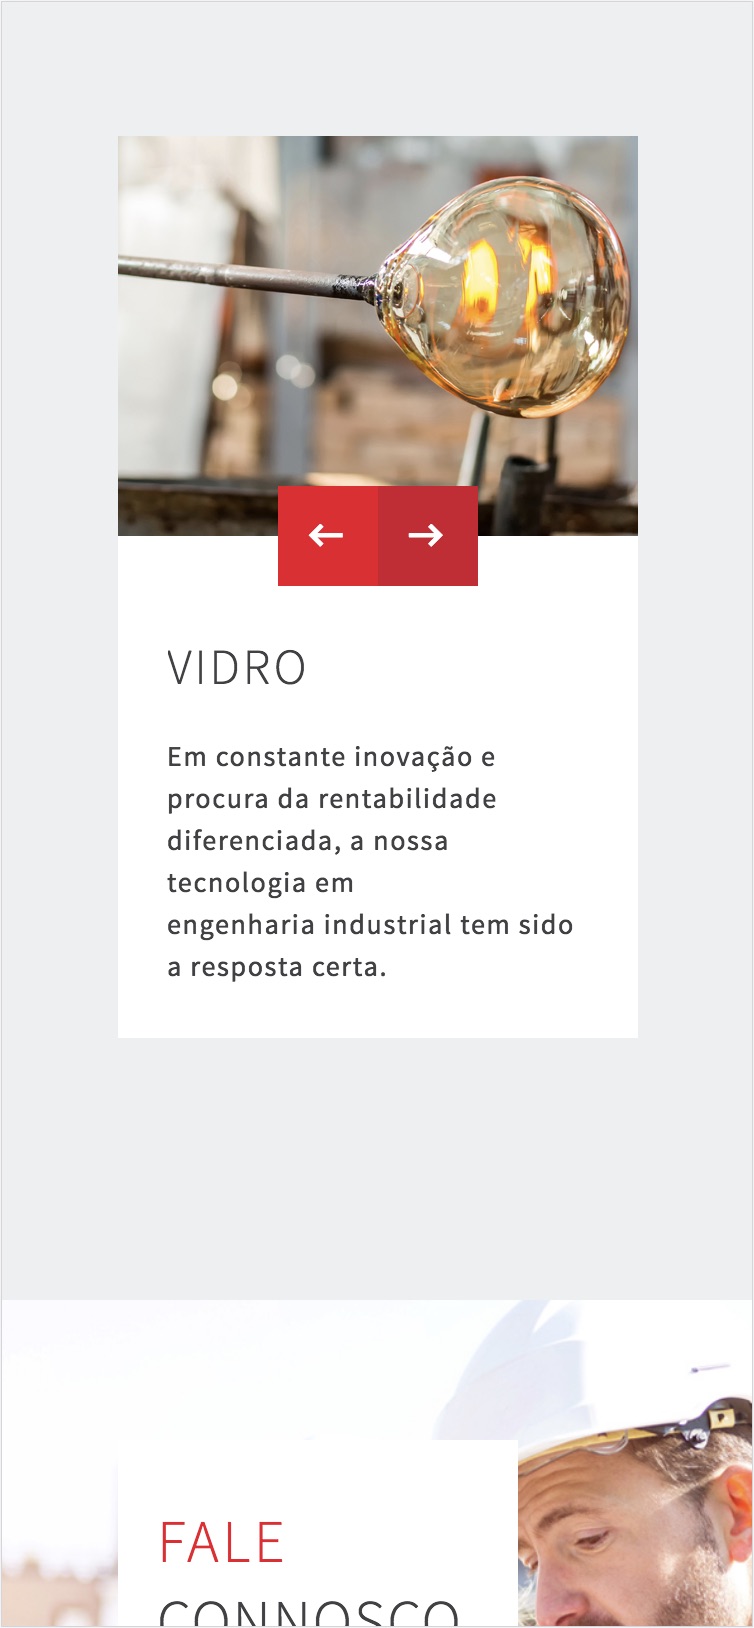 VIDRO
Em constante inovação e
procura da rentabilidade
diferenciada, a nossa
tecnologia em
engenharia industrial tem sido
a resposta certa.
FALE
CONNOSCO